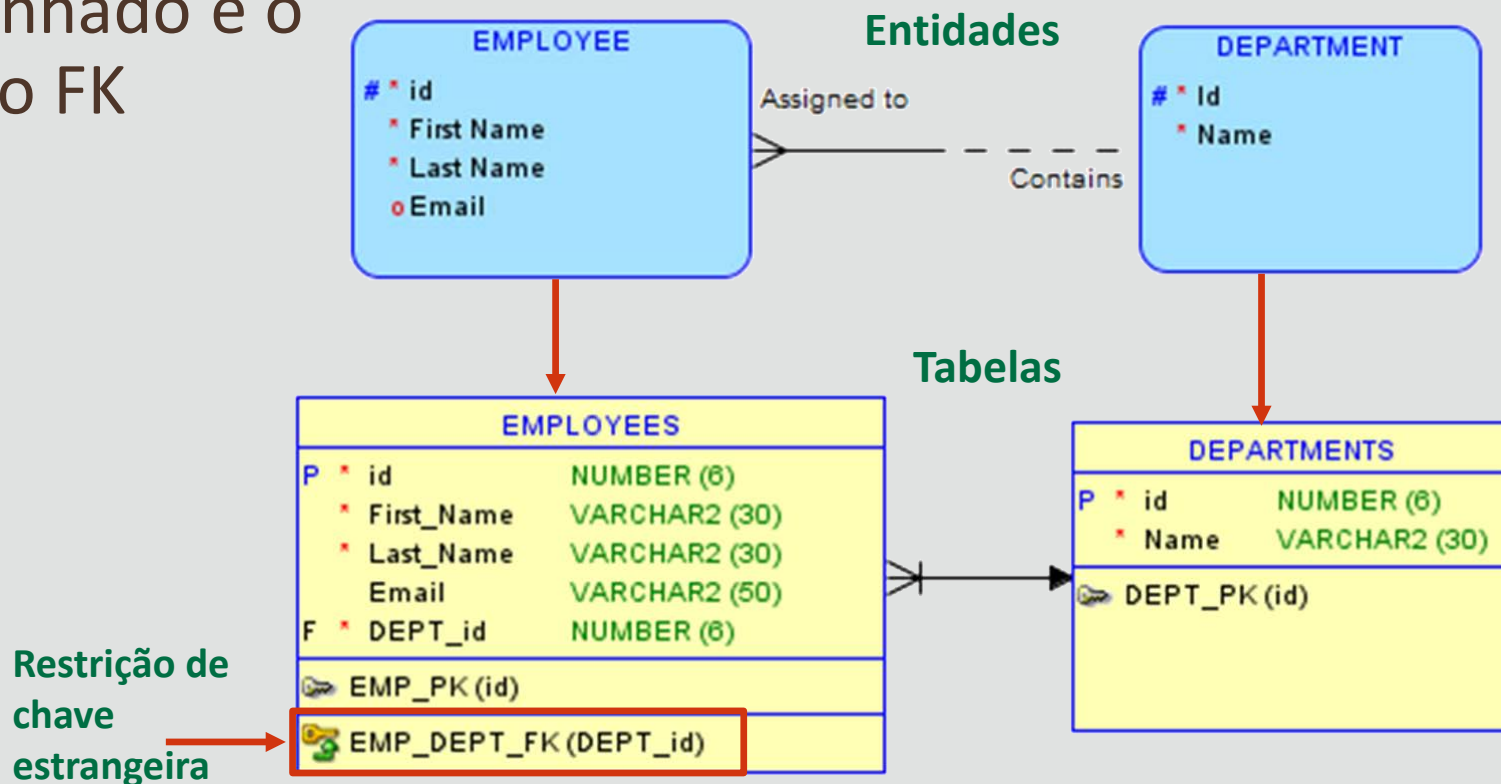 nhado e o
o FK
Entidades
EMPLOYEE
# * id
* First Name
* Last Name
o Email
Assigned to
Contains
DEPARTMENT
# * Id
* Name
Tabelas
EMPLOYEES
P * id NUMBER (6)
* First_Name VARCHAR2 (30)
* Last_Name VARCHAR2 (30)
Email VARCHAR2 (50)
F * DEPT_id NUMBER (6)
EMP_PK (id)
EMP_DEPT_FK (DEPT_id)
DEPARTMENTS
P * id NUMBER (6)
* Name VARCHAR2 (30)
DEPT_PK (id)
Restrição de
chave
estrangeira